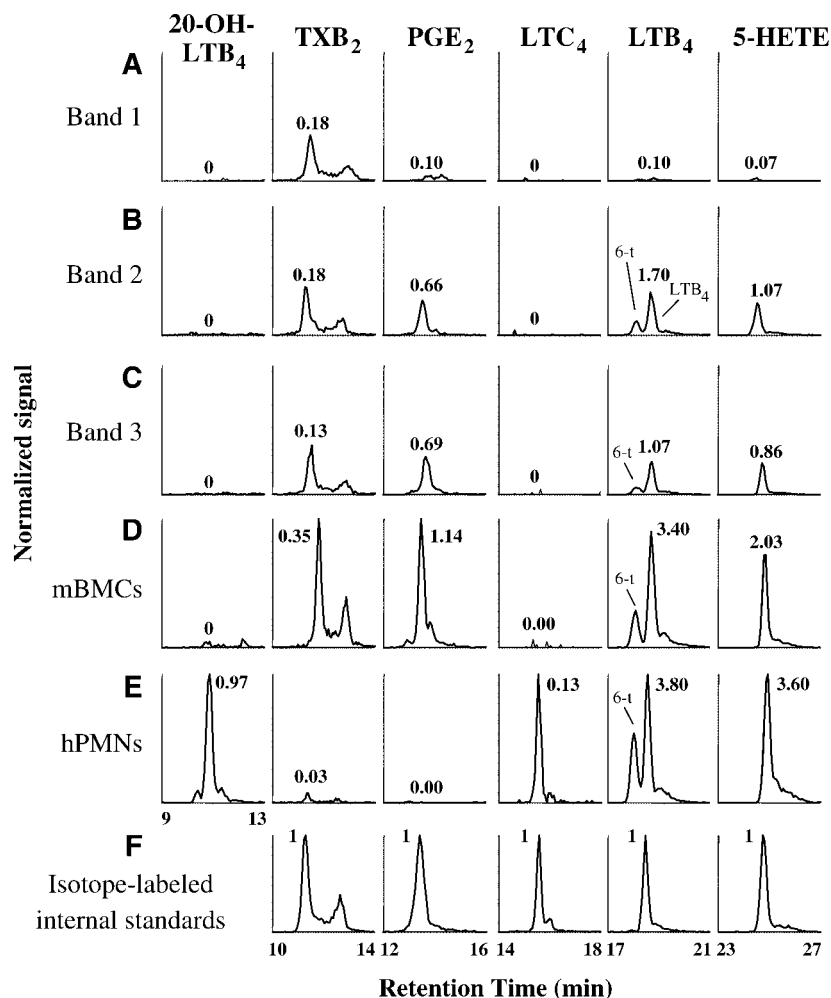 20-OH-
LTB4
TXB2
PGE2
LTC4
LTB4
5-HETE
A
Band 1
0
0.18
0.10
0
0.10
0.07
B
Band 2
0
0.18
0.66
0
6-t
1.70
LTB4
1.07
C
Band 3
0
0.13
0.69
0
6-t
1.07
0.86
D
mBMCs
0
0.35
1.14
0.00
6-t
3.40
2.03
E
hPMNs
0.97
0.03
0.00
0.13
6-t
3.80
3.60
9
13
F
Isotope-labeled
internal standards
1
1
1
1
1
10
14
12
16
14
18
17
21
23
27
Normalized signal
Retention Time (min)